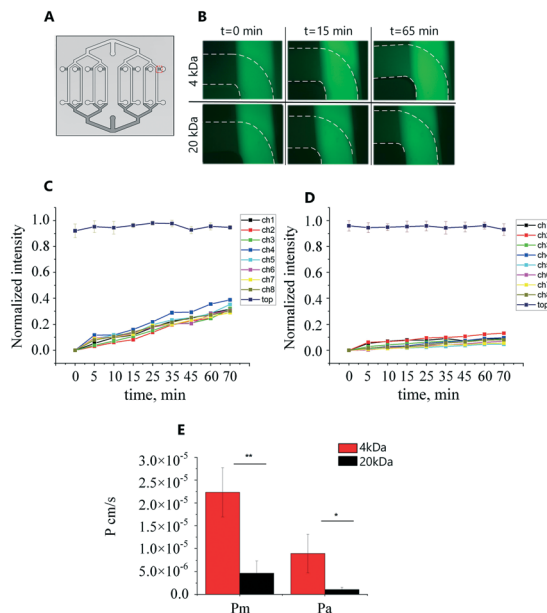 A
B
t=0 min
t=15 min
t=65 min
4 kDa
20 kDa
C
Normalized intensity
1.0
0.8
0.6
0.4
0.2
0.0
0 5 10 15 25 35 45 60 70
time, min
ch1
ch2
ch3
ch4
ch5
ch6
ch7
ch8
top
D
Normalized intensity
1.0
0.8
0.6
0.4
0.2
0.0
0 5 10 15 25 35 45 60 70
time, min
E
4kDa
20kDa
P cm/s
3.0×10⁻⁵
2.5×10⁻⁵
2.0×10⁻⁵
1.5×10⁻⁵
1.0×10⁻⁵
5.0×10⁻⁶
0.0
**
*
Pm
Pa